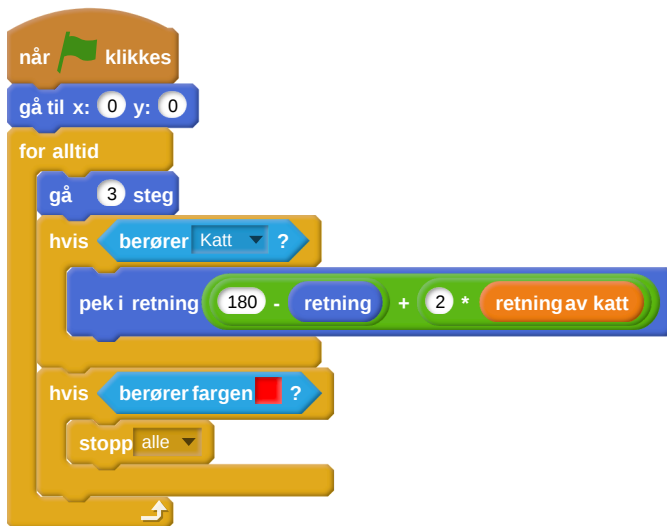 når klikkes
gå til x: 0 y: 0
for alltid
gå 3 steg
hvis berører Katt ?
pek i retning 180 - retning + 2 * retning av katt
hvis berører fargen ?
stopp alle